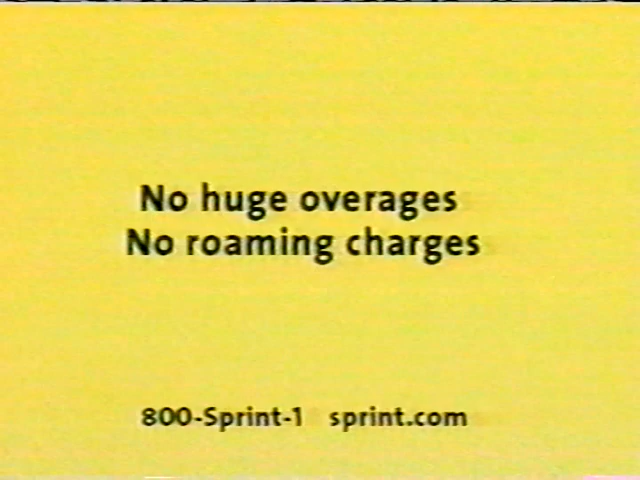 No huge overages
No roaming charges
800-Sprint-1 sprint.com